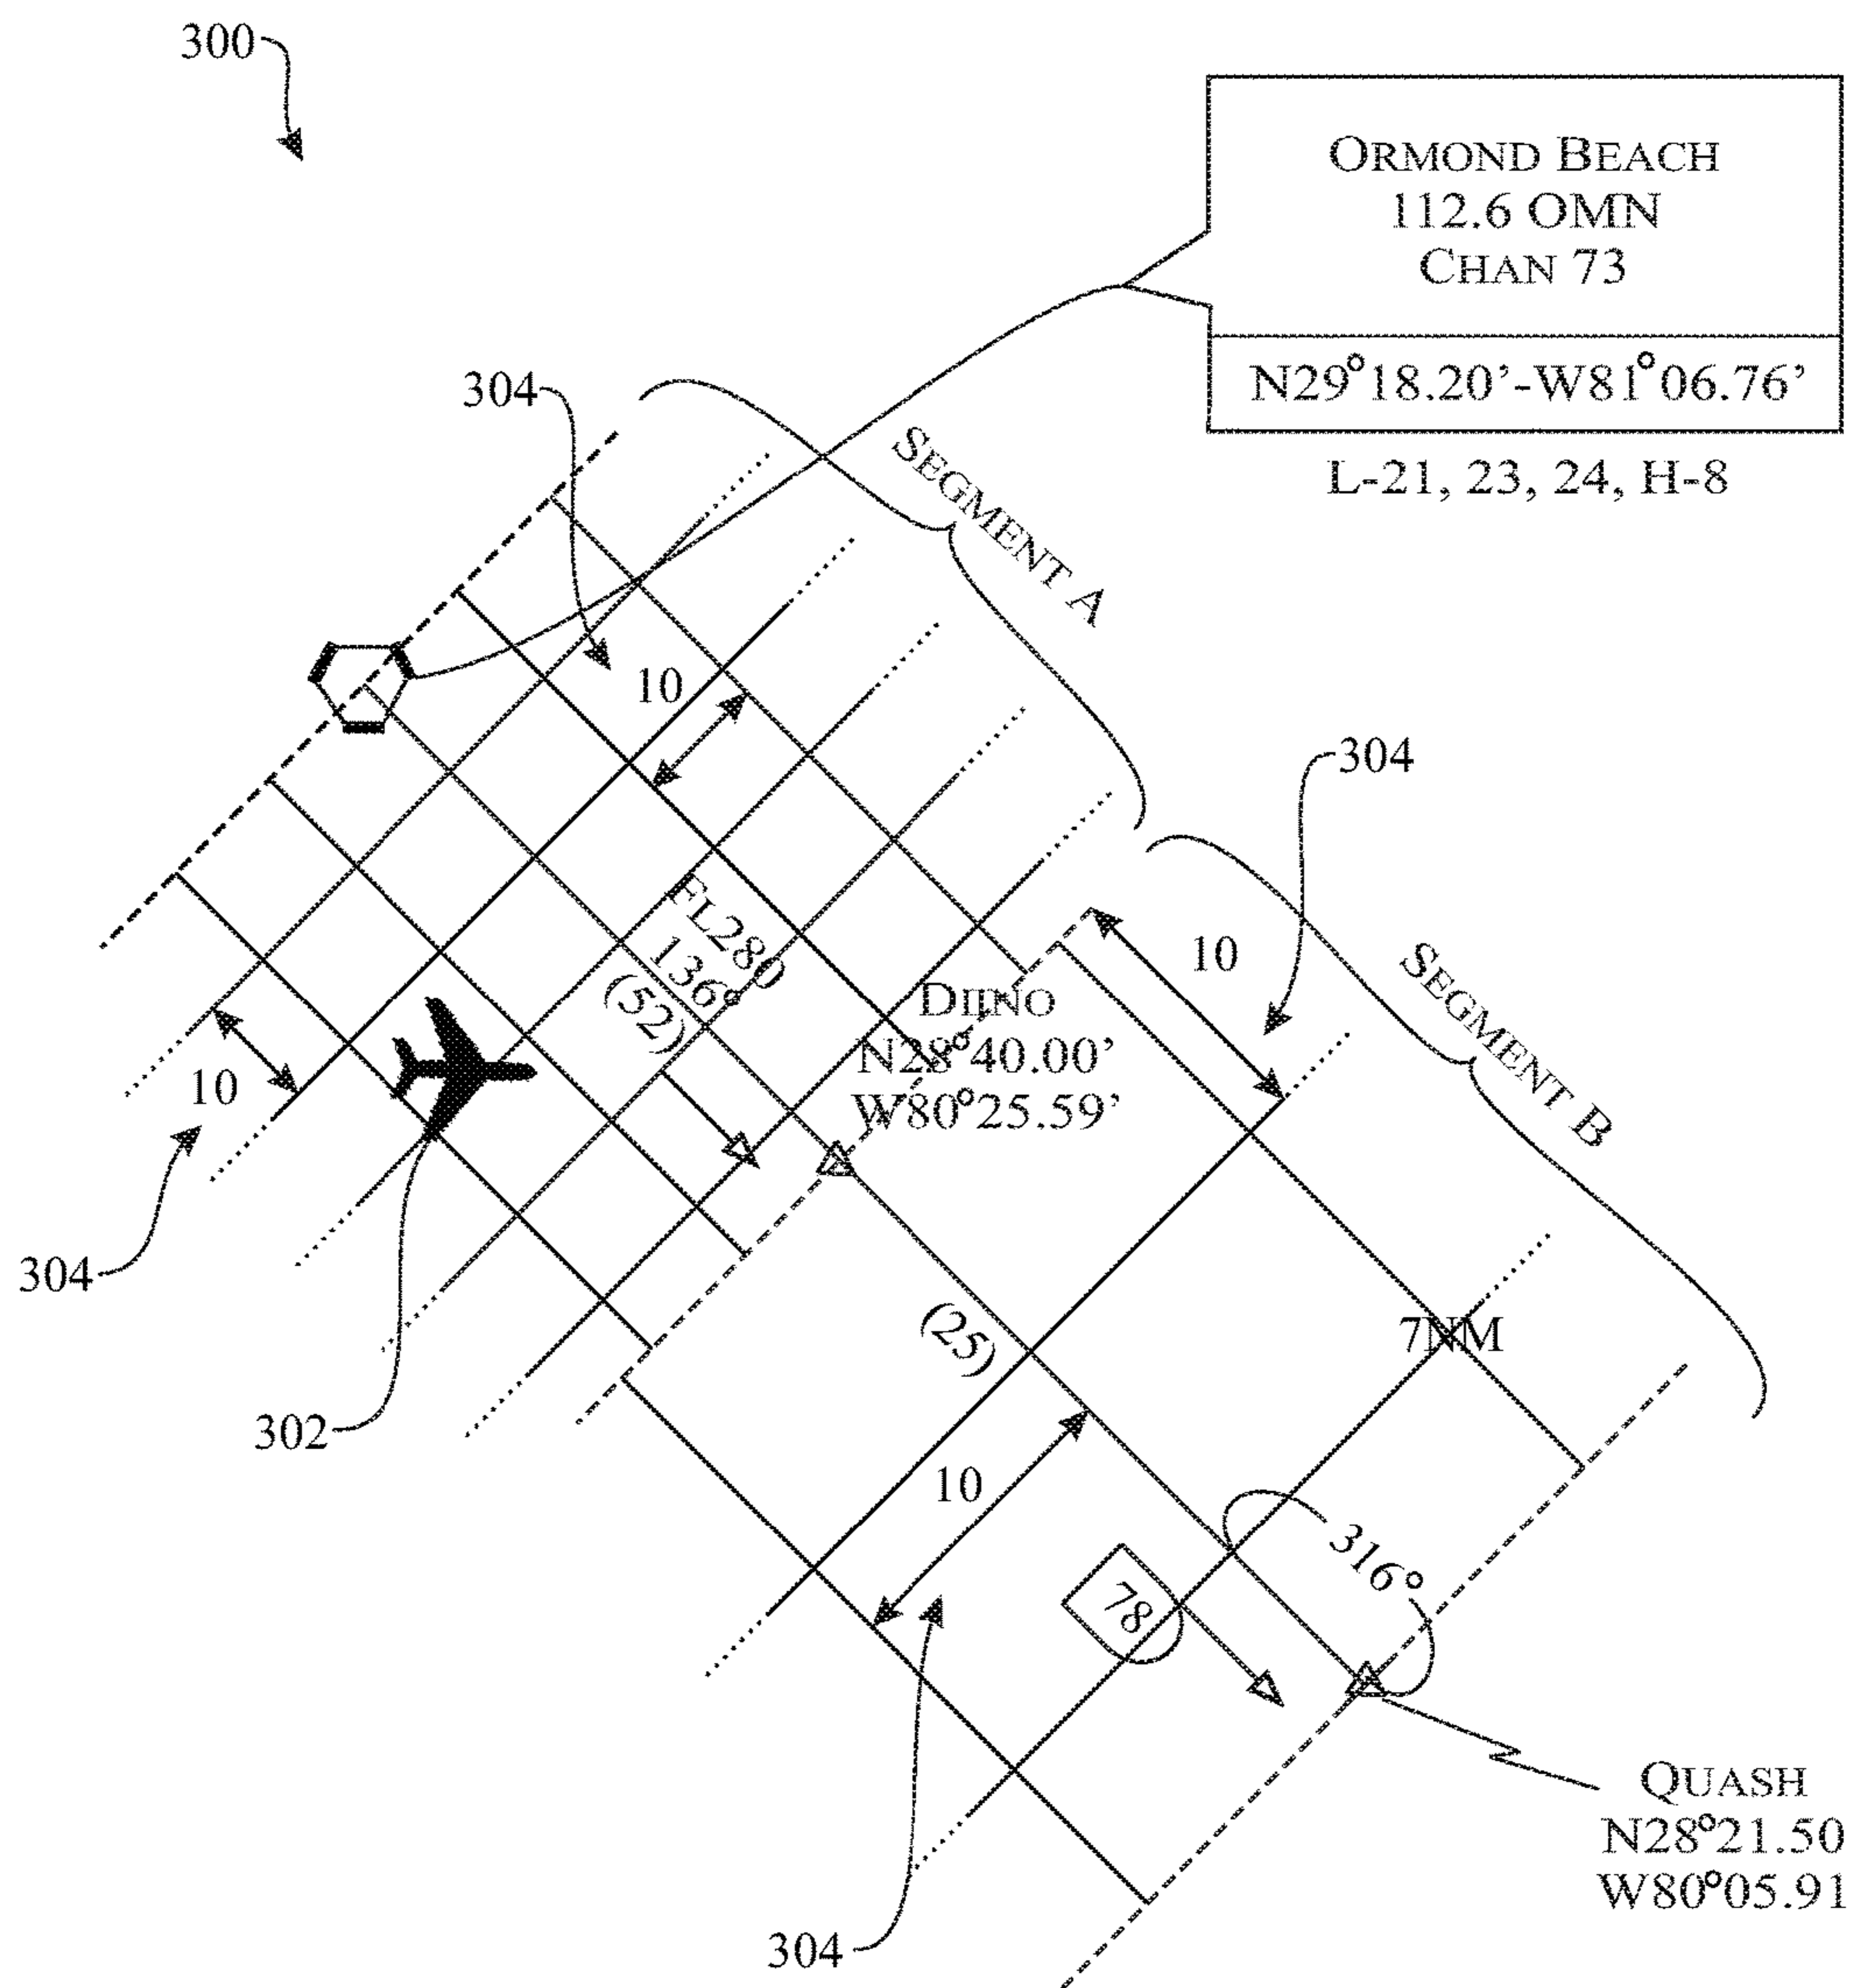 300
ORMOND BEACH
112.6 OMN
CHAN 73
N29°18.20'-W81°06.76'
L-21, 23, 24, H-8
304
SEGMENT A
10
304
10
SEGMENT B
FL280
136°
(52)
DIINO
N28°40.00'
W80°25.59'
10
304
302
(25)
7NM
10
316°
78
QUASH
N28°21.50
W80°05.91
304